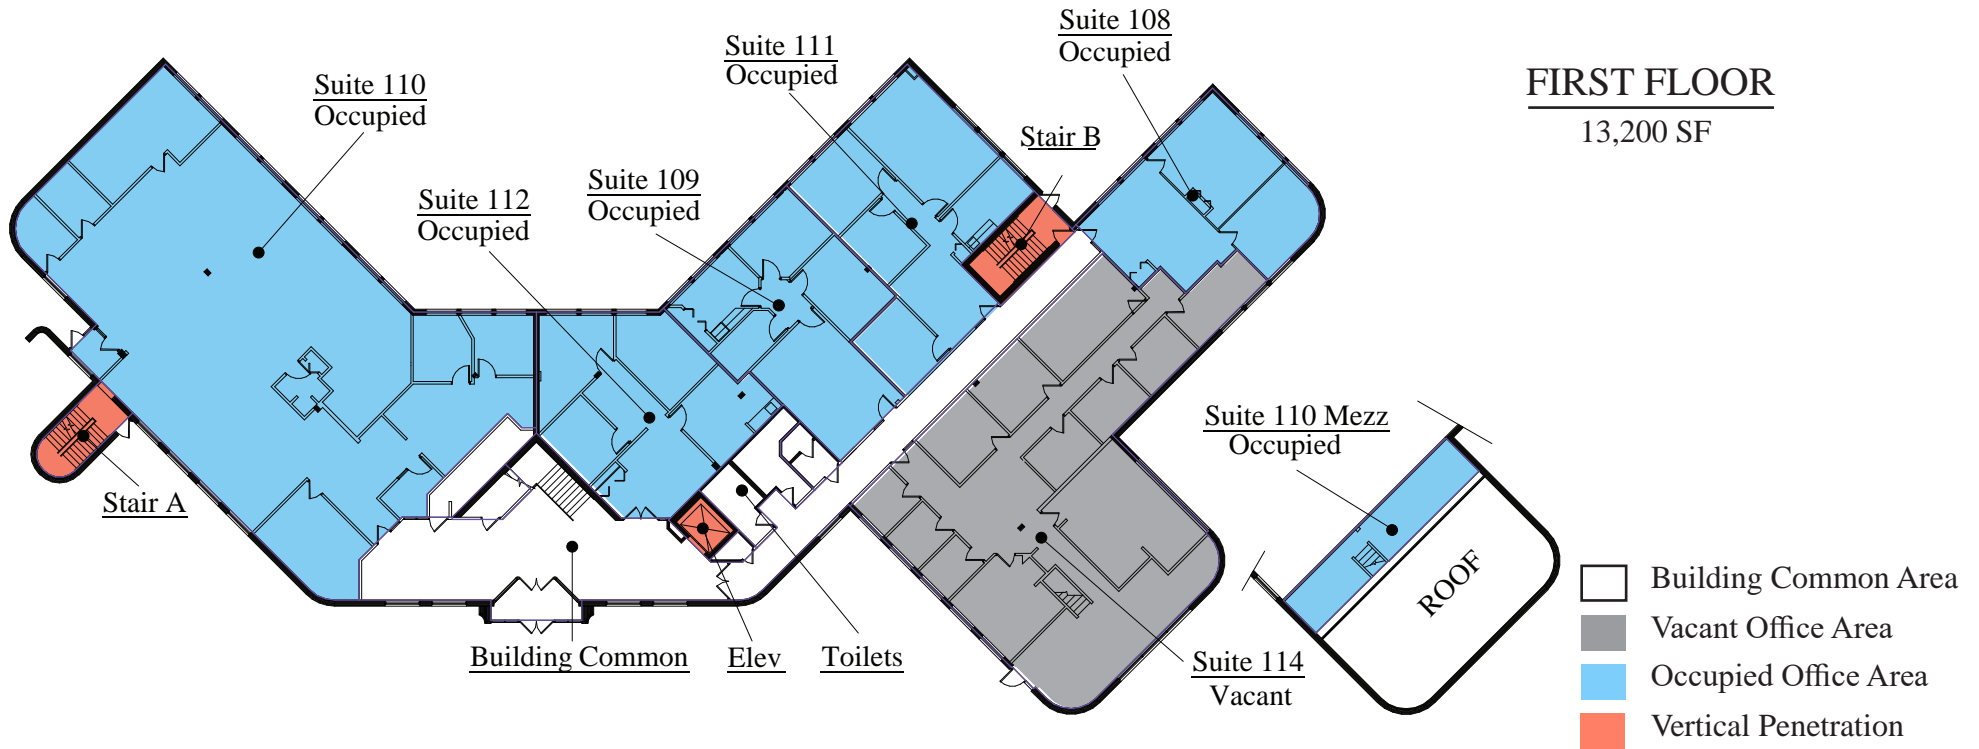 Suite 108
Occupied
Suite 111
Occupied
FIRST FLOOR
13,200 SF
Suite 110
Occupied
Stair B
Suite 109
Occupied
Suite 112
Occupied
Suite 110 Mezz
Occupied
Stair A
ROOF
Building Common Area
Vacant Office Area
Occupied Office Area
Vertical Penetration
Building Common
Elev
Toilets
Suite 114
Vacant